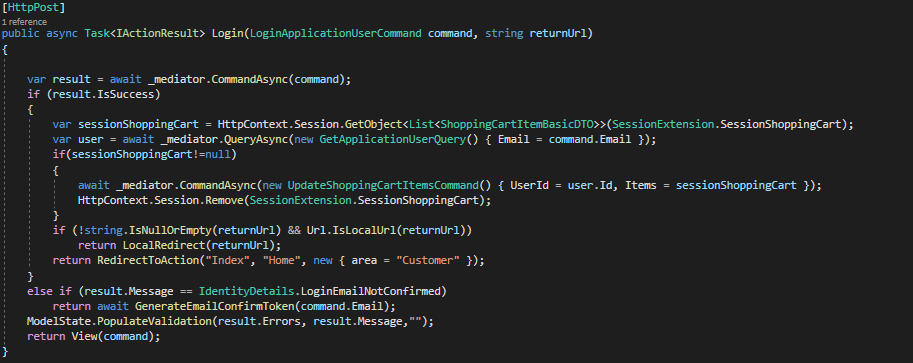 [HttpPost]
1 reference
public async Task<IActionResult> Login(LoginApplicationUserCommand command, string returnUrl)
{
var result = await _mediator.CommandAsync(command);
if (result.IsSuccess)
{
var sessionShoppingCart = HttpContext.Session.GetObject<List<ShoppingCartItemBasicDTO>>(SessionExtension.SessionShoppingCart);
var user = await _mediator.QueryAsync(new GetApplicationUserQuery() { Email = command.Email });
if(sessionShoppingCart!=null)
{
await _mediator.CommandAsync(new UpdateShoppingCartItemsCommand() { UserId = user.Id, Items = sessionShoppingCart });
HttpContext.Session.Remove(SessionExtension.SessionShoppingCart);
}
if (!string.IsNullOrEmpty(returnUrl) && Url.IsLocalUrl(returnUrl))
return LocalRedirect(returnUrl);
return RedirectToAction("Index", "Home", new { area = "Customer" });
}
else if (result.Message == IdentityDetails.LoginEmailNotConfirmed)
return await GenerateEmailConfirmToken(command.Email);
ModelState.PopulateValidation(result.Errors, result.Message,"");
return View(command);
}